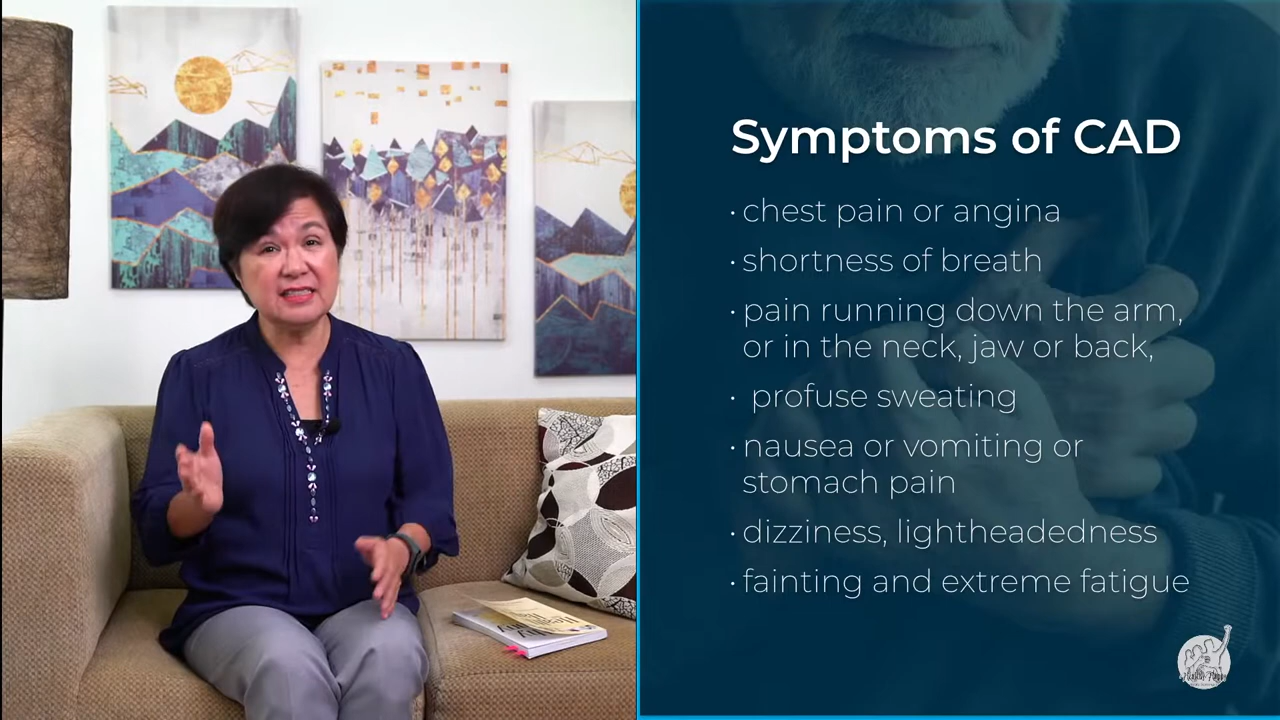 Symptoms of CAD
· chest pain or angina
· shortness of breath
· pain running down the arm,
or in the neck, jaw or back,
· profuse sweating
· nausea or vomiting or
stomach pain
· dizziness, lightheadedness
· fainting and extreme fatigue